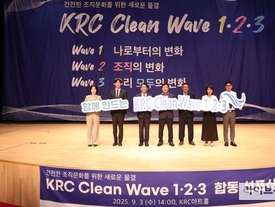 건전한 조직문화를 위한 새로운 물결
KRC Clean Wave 1·2·3
Wave 1 나로부터의 변화
Wave 2 조직의 변화
Wave 3 우리 모두의 변화
함께 만드는 KRC Clean Wave 1·2·3
건전한 조직문화를 위한 새로운 물결
KRC Clean Wave 1·2·3 합동
2025. 9. 3 (수) 14:00, KRC아트홀